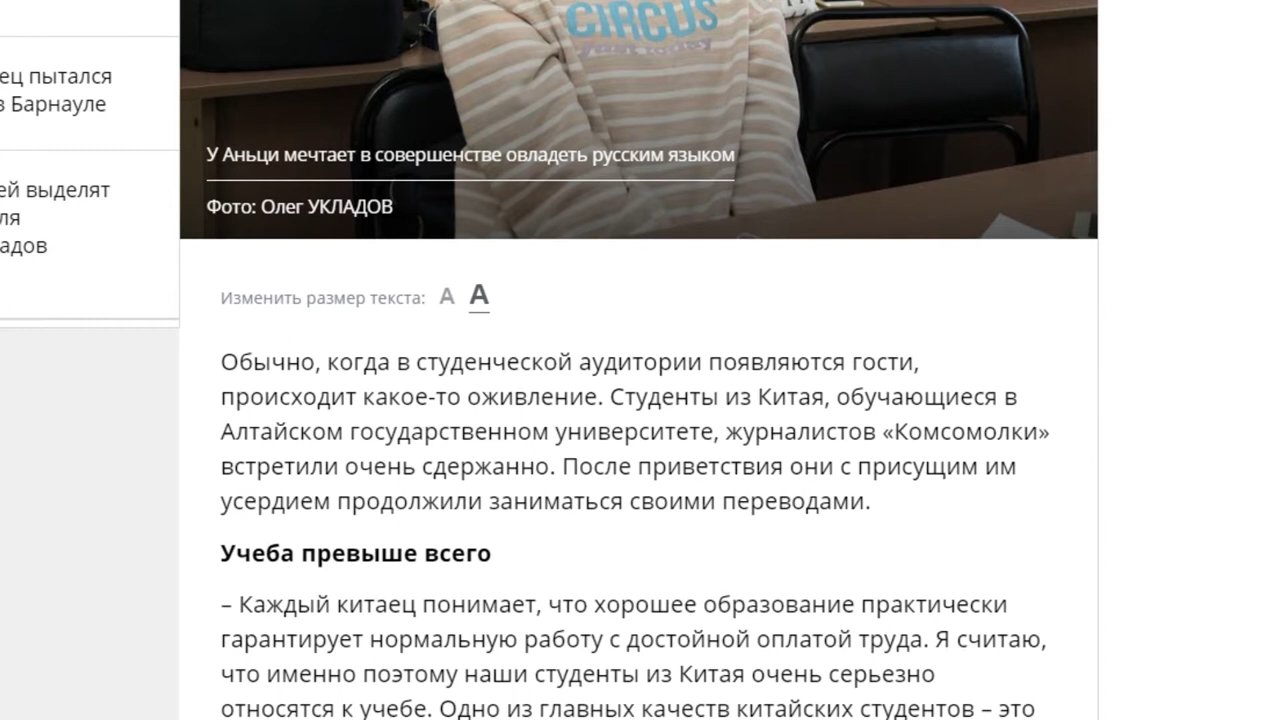 CIRCUS
ец пытался
в Барнауле
ей выделят
ля
адов
У Аньци мечтает в совершенстве овладеть русским языком
Фото: Олег УКЛАДОВ
Изменить размер текста: А А
Обычно, когда в студенческой аудитории появляются гости,
происходит какое-то оживление. Студенты из Китая, обучающиеся в
Алтайском государственном университете, журналистов «Комсомолки»
встретили очень сдержанно. После приветствия они с присущим им
усердием продолжили заниматься своими переводами.
Учеба превыше всего
– Каждый китаец понимает, что хорошее образование практически
гарантирует нормальную работу с достойной оплатой труда. Я считаю,
что именно поэтому наши студенты из Китая очень серьезно
относятся к учебе. Одно из главных качеств китайских студентов – это